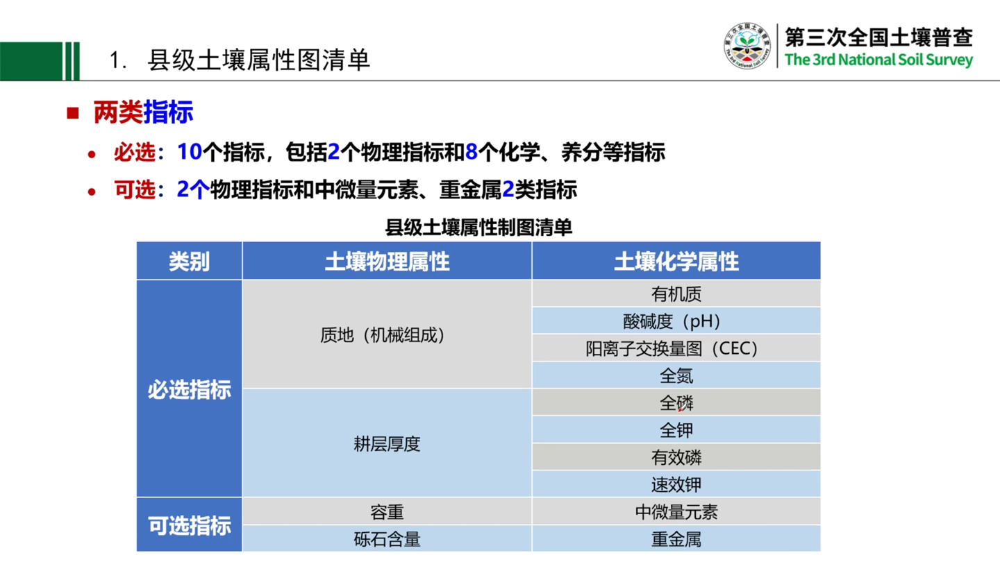 1. 县级土壤属性图清单
第三次全国土壤普查
The 3rd National Soil Survey
两类指标
必选：10个指标，包括2个物理指标和8个化学、养分等指标
可选：2个物理指标和中微量元素、重金属2类指标
县级土壤属性制图清单
类别 土壤物理属性 土壤化学属性
必选指标
质地（机械组成）
耕层厚度
有机质
酸碱度（pH）
阳离子交换量图（CEC）
全氮
全磷
全钾
有效磷
速效钾
可选指标
容重 中微量元素
砾石含量 重金属